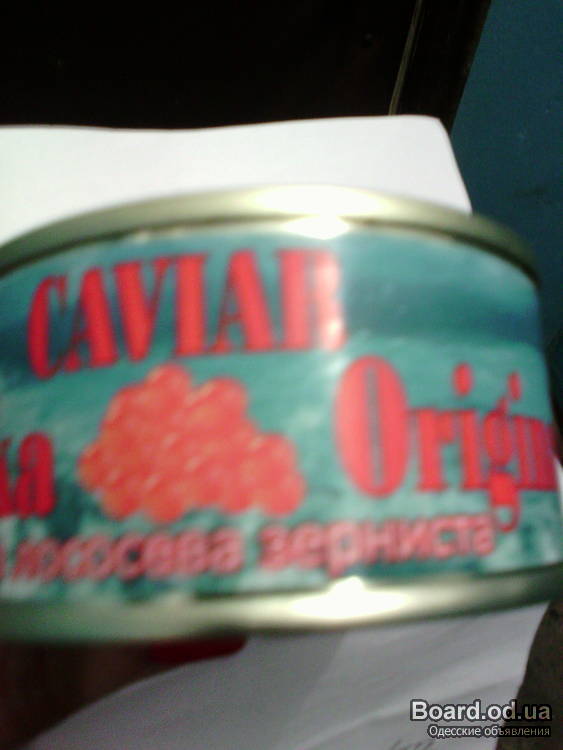 CAVIAR
Origin
лососева зерниста
Board.od.ua
Одесские объявления